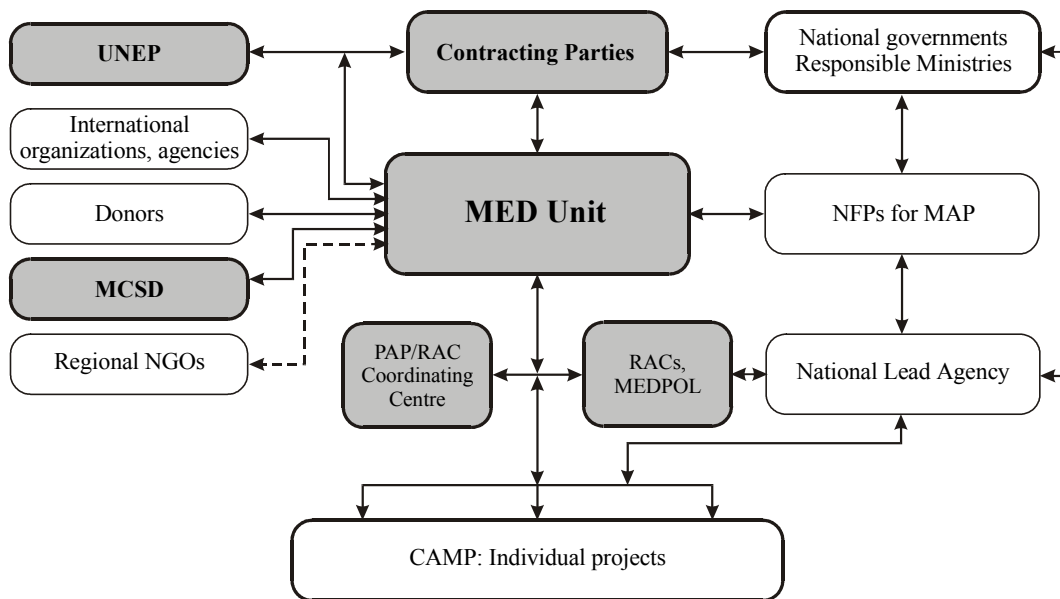 UNEP
Contracting Parties
National governments
Responsible Ministries
International
organizations, agencies
Donors
MED Unit
NFPs for MAP
MCSD
Regional NGOs
PAP/RAC
Coordinating
Centre
RACs,
MEDPOL
National Lead Agency
CAMP: Individual projects